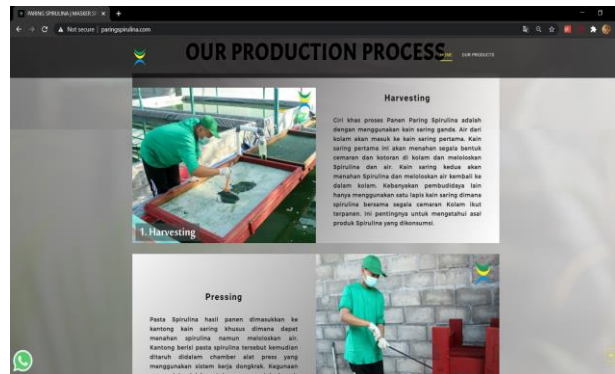 PARING SPIRULINA | MASKER SP
Not secure | paringspirulina.com
OUR PRODUCTION PROCESS
HOME
OUR PRODUCTS
1. Harvesting
Harvesting
Ciri khas proses Panen Paring Spirulina adalah
dengan menggunakan kain saring ganda. Air dari
kolam akan masuk ke kain saring pertama. Kain
saring pertama ini akan menahan segala bentuk
cemaran dan kotoran di kolam dan meloloskan
Spirulina dan air. Kain saring kedua akan
menahan Spirulina dan meloloskan air kembali ke
dalam kolam. Kebanyakan pembudidaya lain
hanya menggunakan satu lapis kain saring dimana
spirulina bersama segala cemaran Kolam ikut
terpanen. Ini pentingnya untuk mengetahui asal
produk Spirulina yang dikonsumsi.
Pressing
Pasta Spirulina hasil panen dimasukkan ke
kantong kain saring khusus dimana dapat
menahan spirulina namun meloloskan air.
Kantong berisi pasta spirulina tersebut kemudian
ditaruh didalam chamber alat press yang
menggunakan sistem kerja dongkrak. Kegunaan